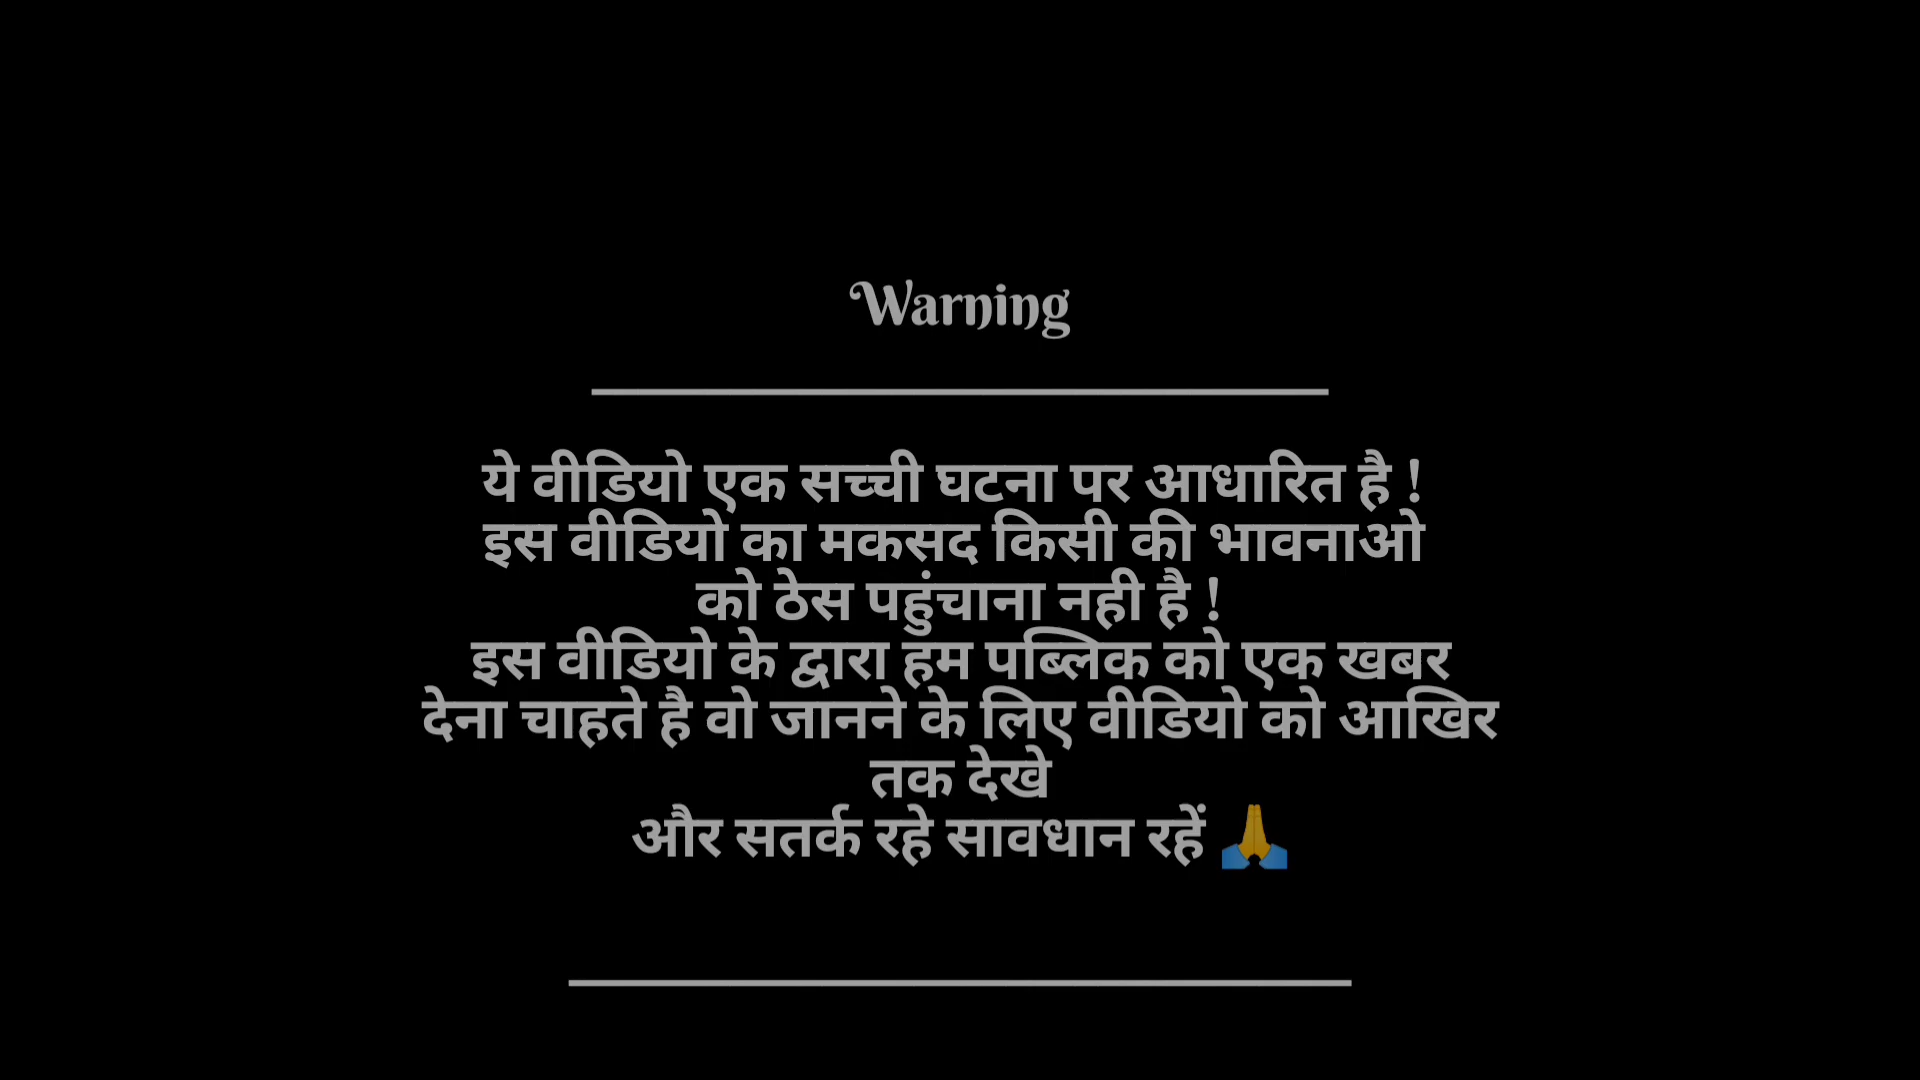 Warning
ये वीडियो एक सच्ची घटना पर आधारित है !
इस वीडियो का मकसद किसी की भावनाओ
को ठेस पहुंचाना नही है !
इस वीडियो के द्वारा हम पब्लिक को एक खबर
देना चाहते है वो जानने के लिए वीडियो को आखिर
तक देखे
और सतर्क रहे सावधान रहें 🙏